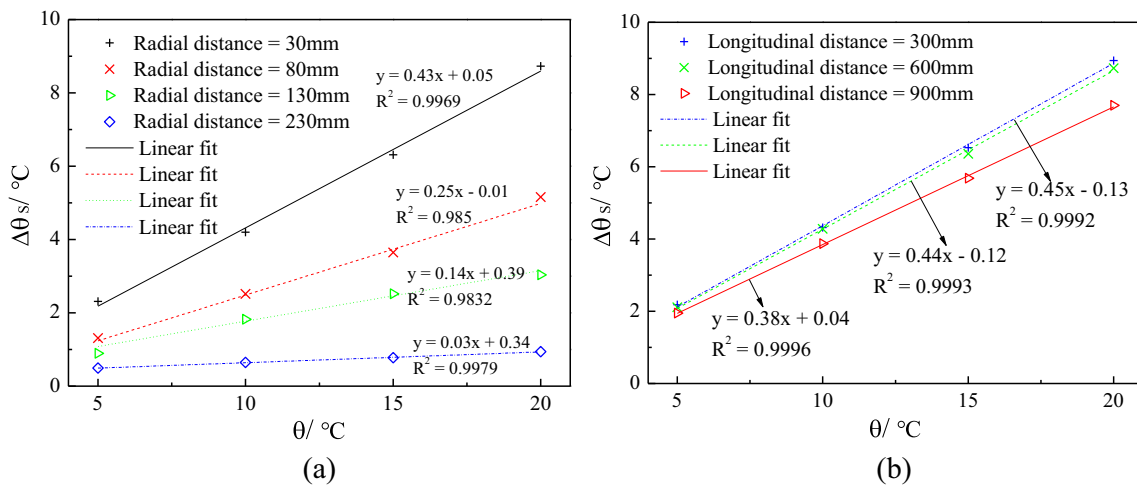 10
8
6
4
2
0
Δθs/ °C
Radial distance = 30mm
Radial distance = 80mm
Radial distance = 130mm
Radial distance = 230mm
Linear fit
Linear fit
Linear fit
Linear fit
y = 0.43x + 0.05
R² = 0.9969
y = 0.25x - 0.01
R² = 0.985
y = 0.14x + 0.39
R² = 0.9832
y = 0.03x + 0.34
R² = 0.9979
5 10 15 20
θ/ °C
(a)
10
8
6
4
2
0
Δθs/ °C
Longitudinal distance = 300mm
Longitudinal distance = 600mm
Longitudinal distance = 900mm
Linear fit
Linear fit
Linear fit
y = 0.45x - 0.13
R² = 0.9992
y = 0.44x - 0.12
R² = 0.9993
y = 0.38x + 0.04
R² = 0.9996
5 10 15 20
θ/ °C
(b)